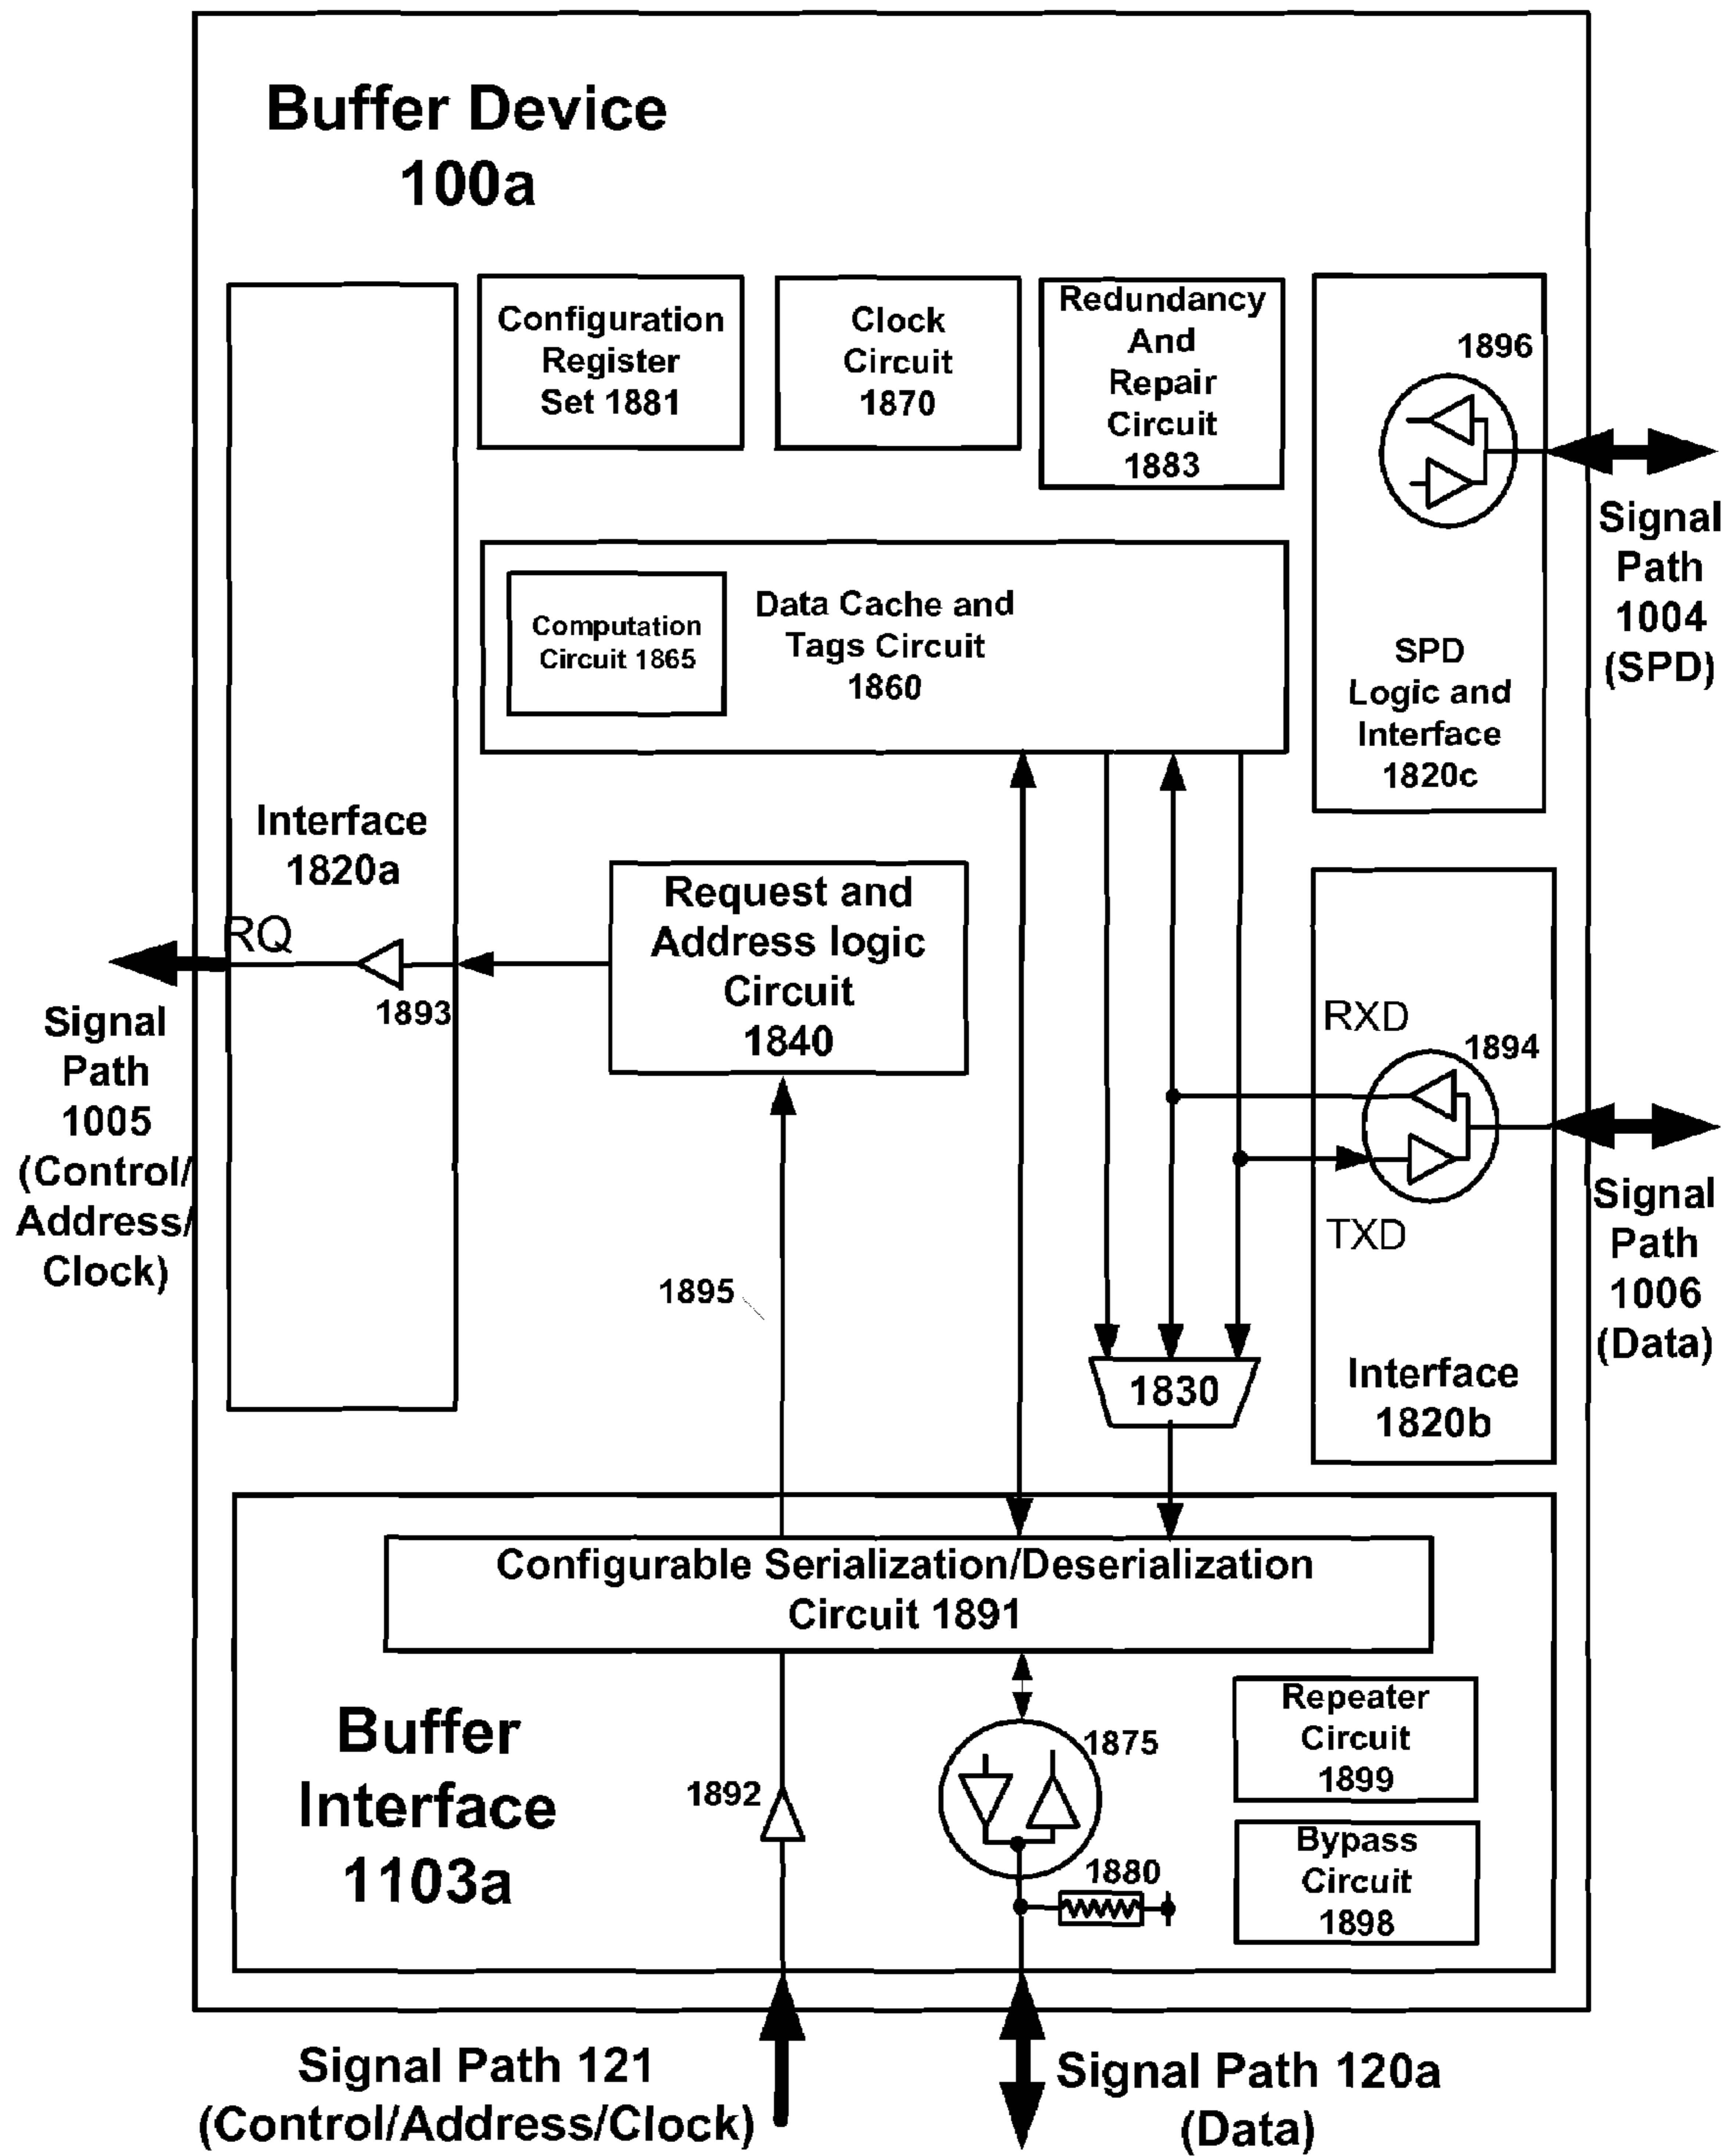 Buffer Device
100a
Configuration
Register
Set 1881
Clock
Circuit
1870
Redundancy
And
Repair
Circuit
1883
1896
Signal
Path
1004
(SPD)
SPD
Logic and
Interface
1820c
Computation
Circuit 1865
Data Cache and
Tags Circuit
1860
Interface
1820a
RQ
1893
Signal
Path
1005
(Control/
Address/
Clock)
Request and
Address logic
Circuit
1840
RXD
1894
TXD
Signal
Path
1006
(Data)
Interface
1820b
1895
1830
Configurable Serialization/Deserialization
Circuit 1891
Buffer
Interface
1103a
1892
1875
1880
Repeater
Circuit
1899
Bypass
Circuit
1898
Signal Path 121
(Control/Address/Clock)
Signal Path 120a
(Data)